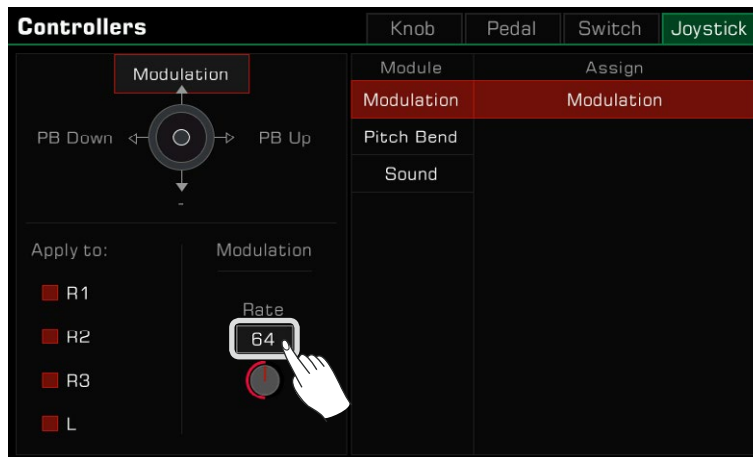 Controllers
Knob
Pedal
Switch
Joystick
Modulation
PB Down
PB Up
-
Apply to:
R1
R2
R3
L
Modulation
Rate
64
Module
Assign
Modulation
Modulation
Pitch Bend
Sound